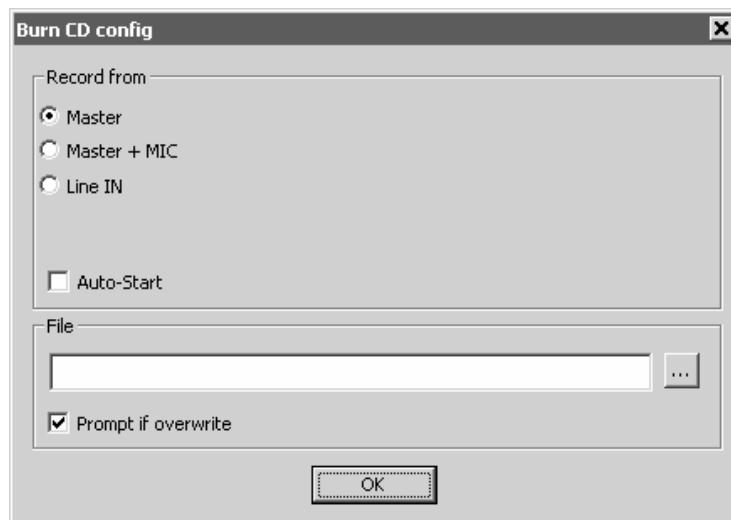 Burn CD config
Record from
Master
Master + MIC
Line IN
Auto-Start
File
...
Prompt if overwrite
OK